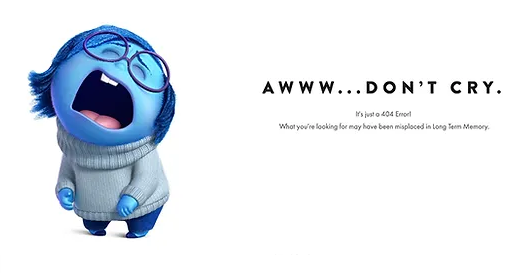 AWWW...DON'T CRY.
It's just a 404 Error!
What you're looking for may have been misplaced in Long Term Memory.